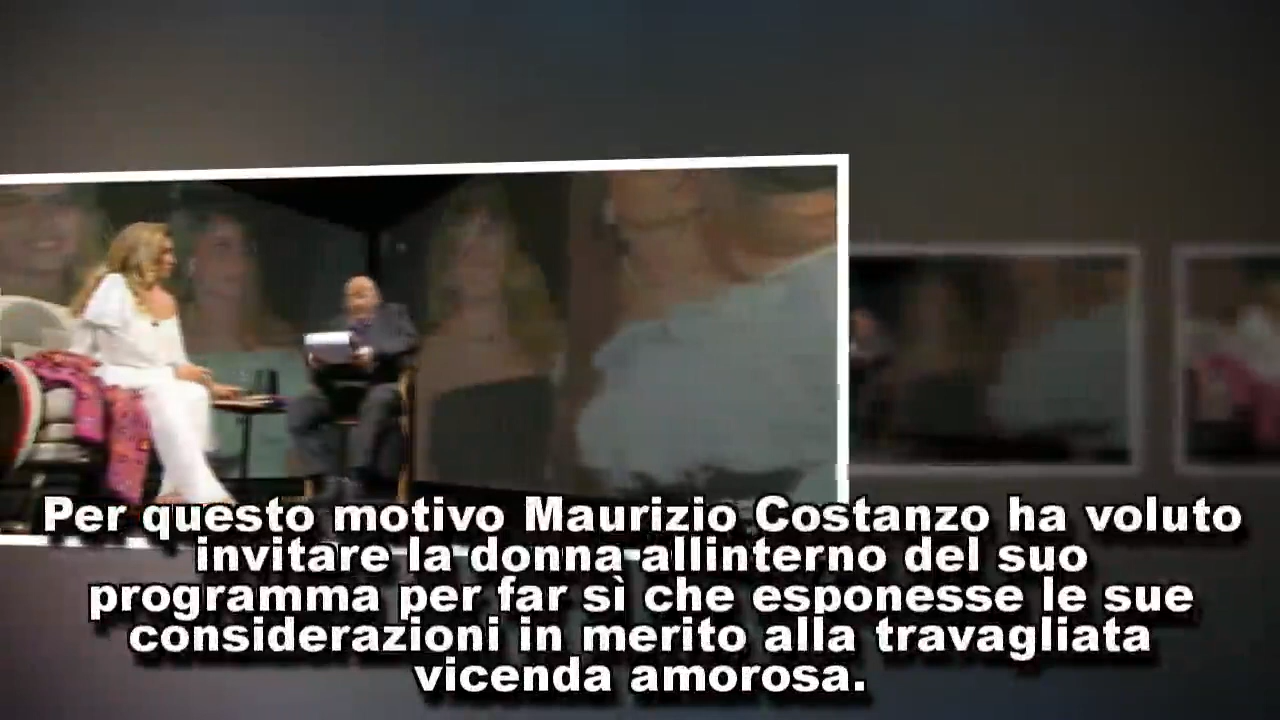 Per questo motivo Maurizio Costanzo ha voluto
invitare la donna allinterno del suo
programma per far sì che esponesse le sue
considerazioni in merito alla travagliata
vicenda amorosa.